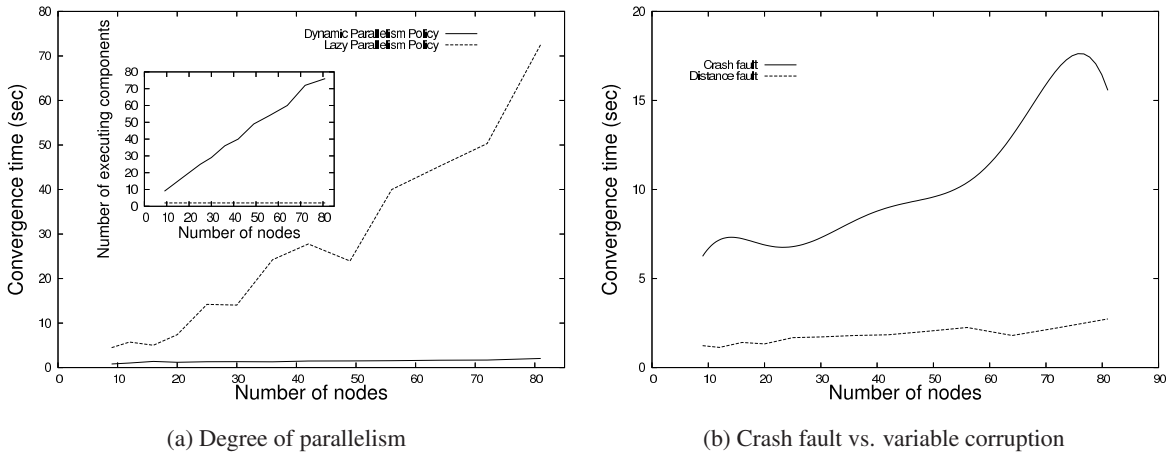 80
70
60
50
40
30
20
10
0
Convergence time (sec)
Dynamic Parallelism Policy
Lazy Parallelism Policy
Number of executing components
80
70
60
50
40
30
20
10
0
0 10 20 30 40 50 60 70 80
Number of nodes
0 10 20 30 40 50 60 70 80
Number of nodes
(a) Degree of parallelism
20
15
10
5
0
Convergence time (sec)
Crash fault
Distance fault
0 10 20 30 40 50 60 70 80 90
Number of nodes
(b) Crash fault vs. variable corruption